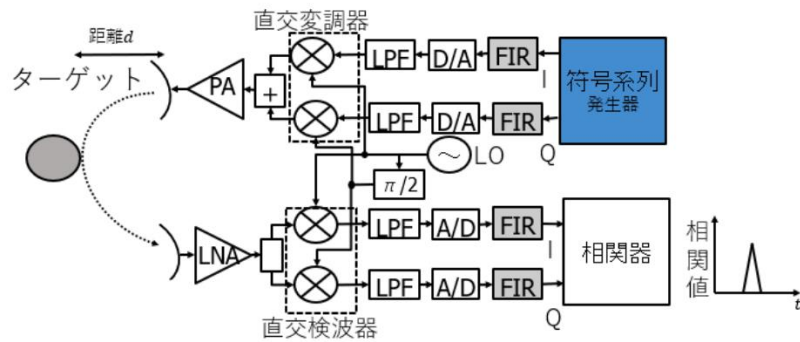 直交変調器
距離d
ターゲット
PA
+
LPF
D/A
FIR
I
符号系列
発生器
LPF
D/A
FIR
Q
~
LO
π/2
LNA
LPF
A/D
FIR
I
相関器
LPF
A/D
FIR
Q
直交検波器
相関値
t